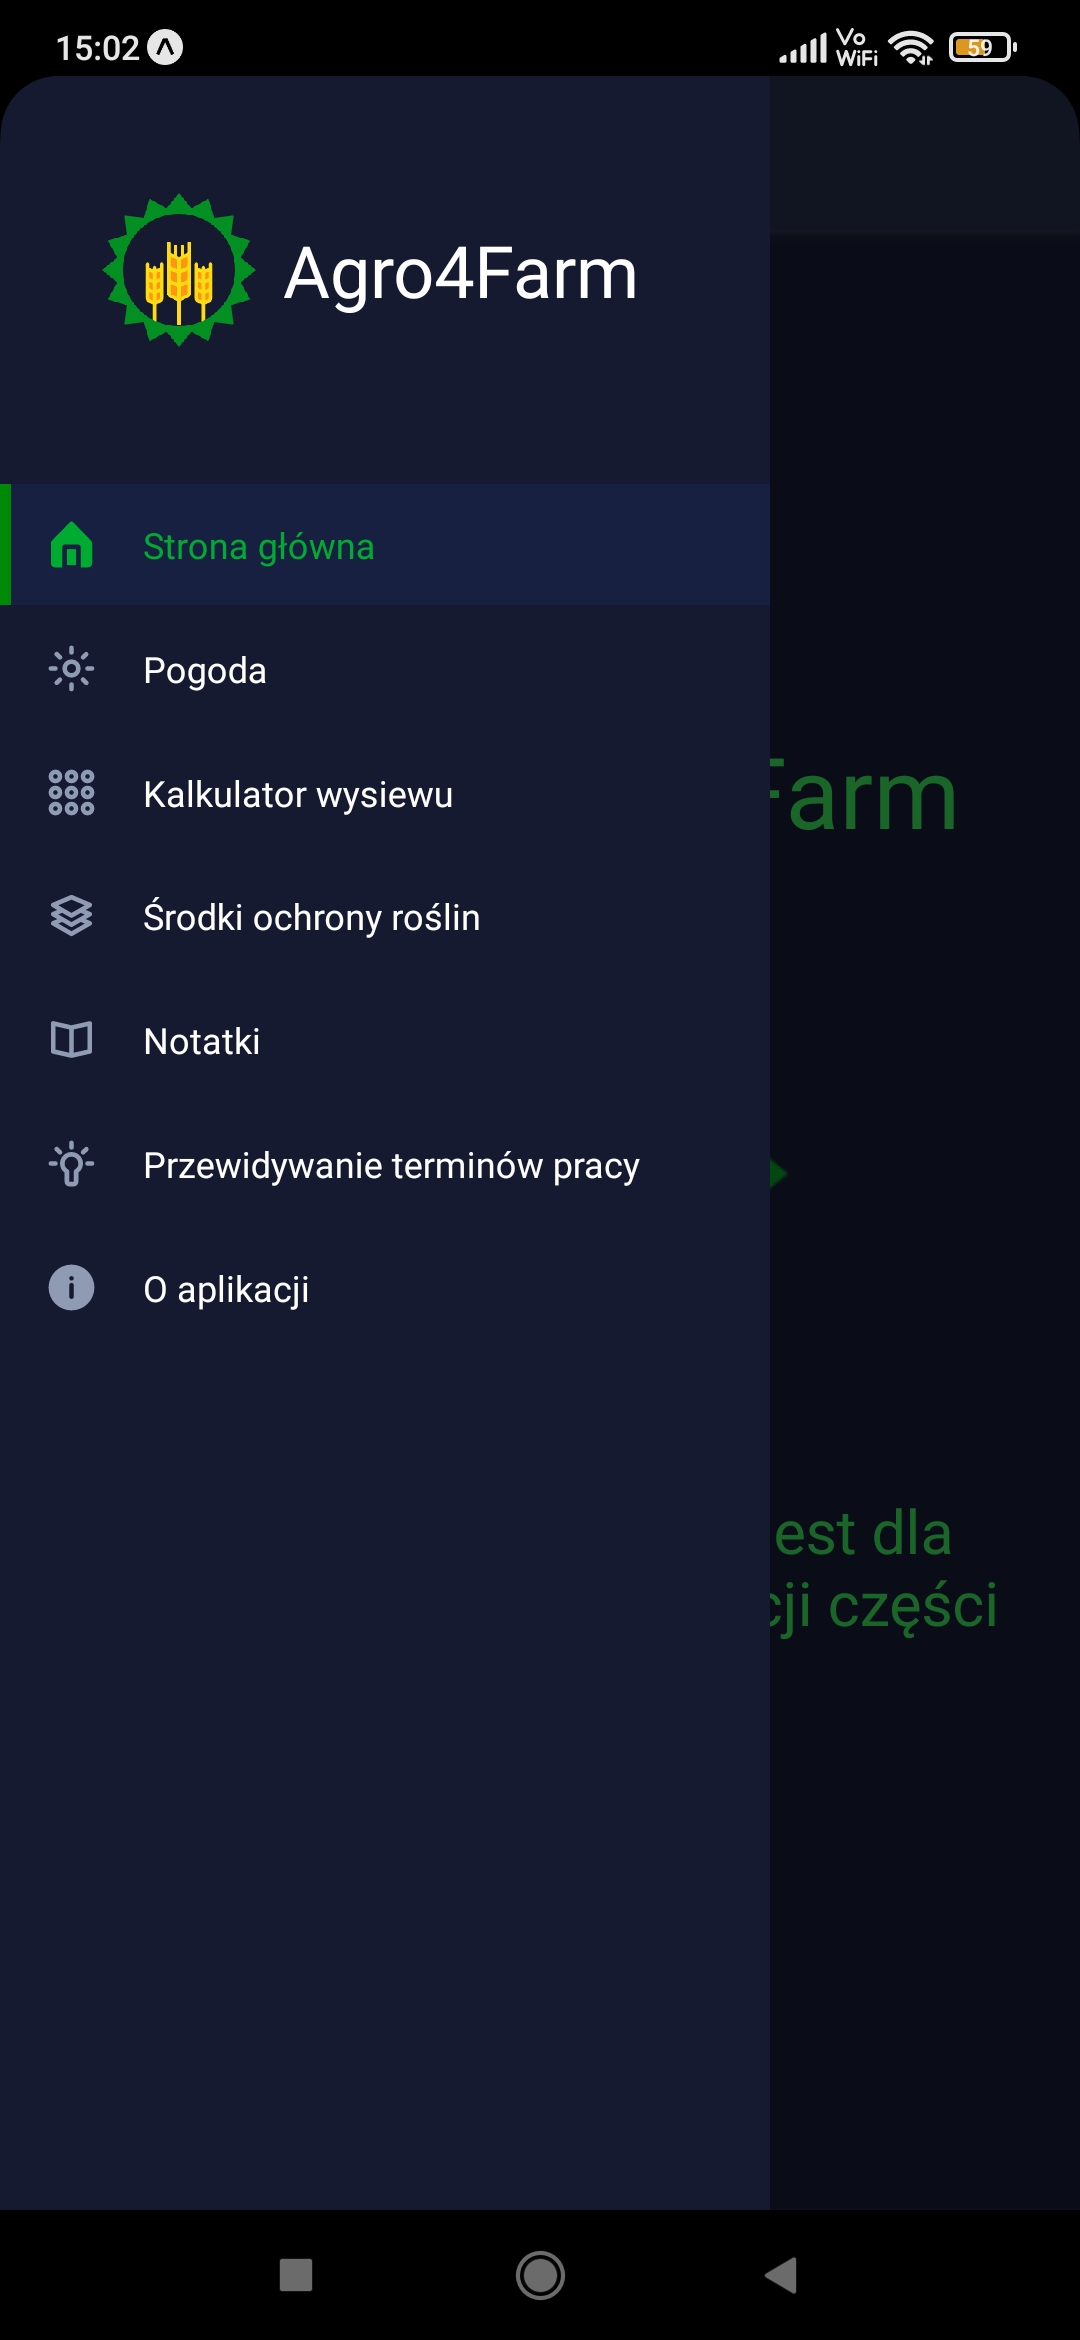 15:02
Vo
WiFi
59
Agro4Farm
Strona główna
Pogoda
Kalkulator wysiewu
Środki ochrony roślin
Notatki
Przewidywanie terminów pracy
O aplikacji
Farm
est dla
cji części